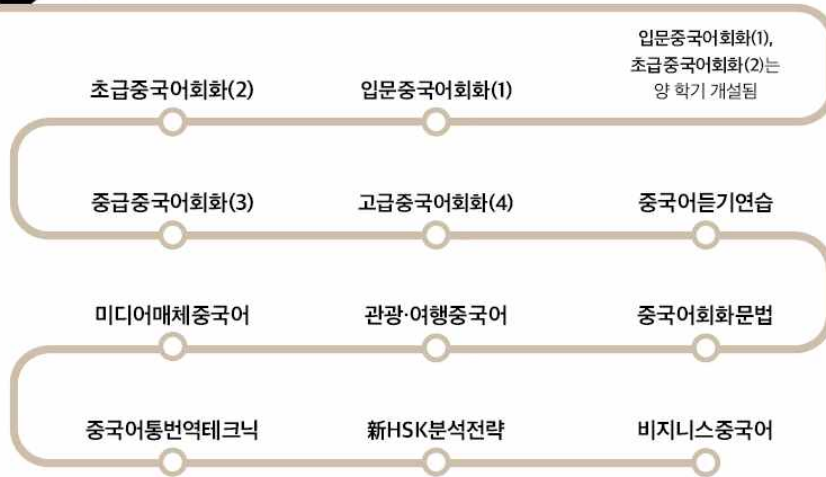 입문중국어회화(1),
초급중국어회화(2)는
양 학기 개설됨
초급중국어회화(2)
입문중국어회화(1)
중급중국어회화(3)
고급중국어회화(4)
중국어듣기연습
미디어매체중국어
관광·여행중국어
중국어회화문법
중국어통번역테크닉
新HSK분석전략
비지니스중국어